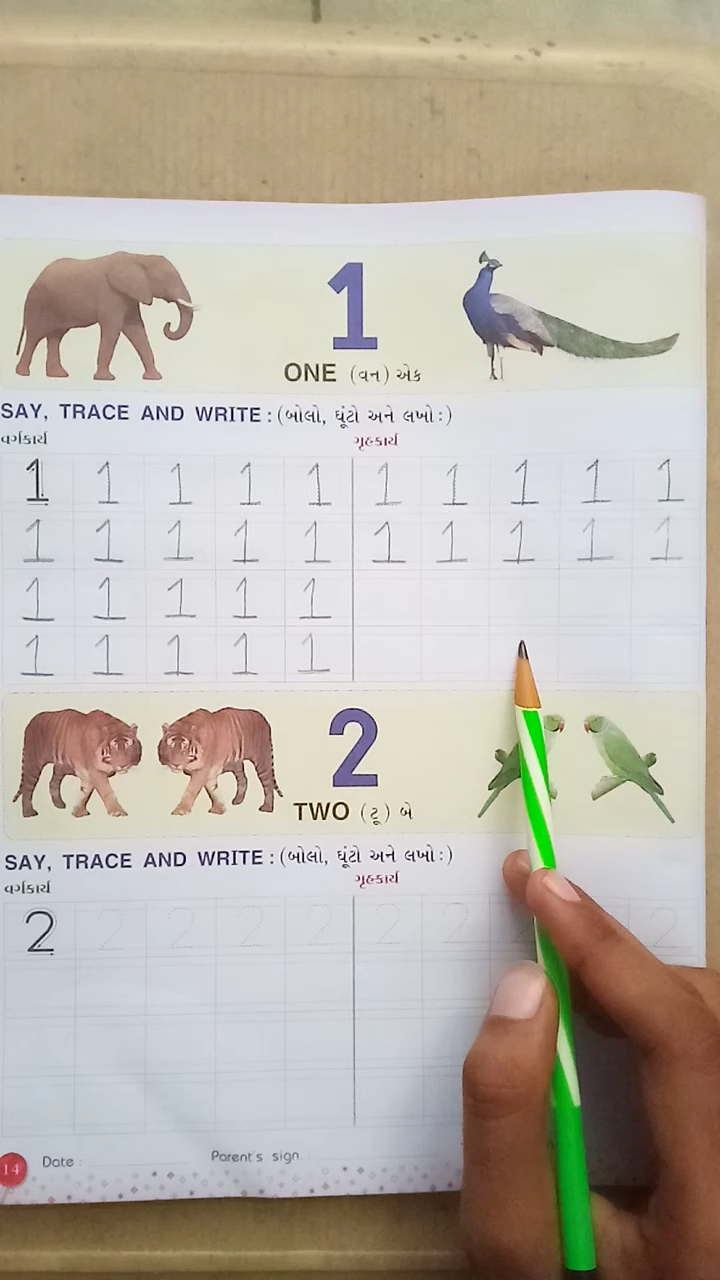 1
ONE (વન) એક
SAY, TRACE AND WRITE : (બોલો, ઘૂંટો અને લખો :)
વર્ગકાર્ય ગૃહકાર્ય
1 1 1 1 1 1 1 1 1 1
1 1 1 1 1 1 1 1 1 1
1 1 1 1 1
1 1 1 1 1
2
TWO (ટૂ) બે
SAY, TRACE AND WRITE : (બોલો, ઘૂંટો અને લખો :)
વર્ગકાર્ય ગૃહકાર્ય
2 2 2 2 2 2 2 2 2
14 Date : Parent's sign. :